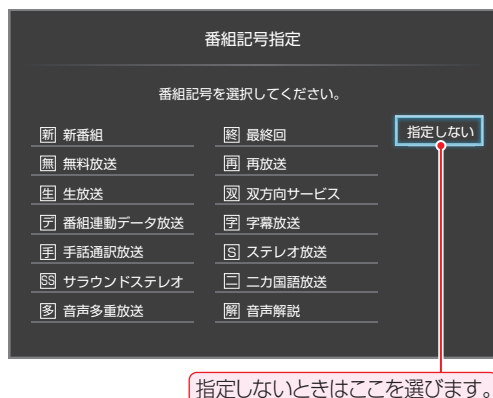 番組記号指定
番組記号を選択してください。
新 新番組
終 最終回
指定しない
無 無料放送
再 再放送
生 生放送
双 双方向サービス
デ 番組連動データ放送
字 字幕放送
手 手話通訳放送
S ステレオ放送
SS サラウンドステレオ
二 二カ国語放送
多 音声多重放送
解 音声解説
指定しないときはここを選びます。